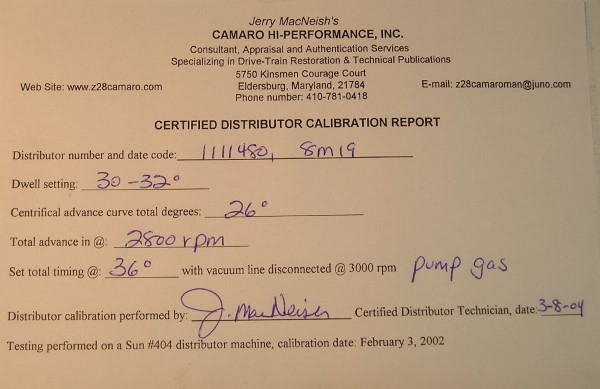 Jerry MacNeish's
CAMARO HI-PERFORMANCE, INC.
Consultant, Appraisal and Authentication Services
Specializing in Drive-Train Restoration & Technical Publications
5750 Kinsmen Courage Court
Web Site: www.z28camaro.com Eldersburg, Maryland, 21784 E-mail: z28camaroman@juno.com
Phone number: 410-781-0418
CERTIFIED DISTRIBUTOR CALIBRATION REPORT
Distributor number and date code: 1111480, 8m19
Dwell setting: 30-32°
Centrifical advance curve total degrees: 26°
Total advance in @: 2800 rpm
Set total timing @: 36° with vacuum line disconnected @ 3000 rpm pump gas
Distributor calibration performed by: J. MacNeish Certified Distributor Technician, date: 3-8-04
Testing performed on a Sun #404 distributor machine, calibration date: February 3, 2002